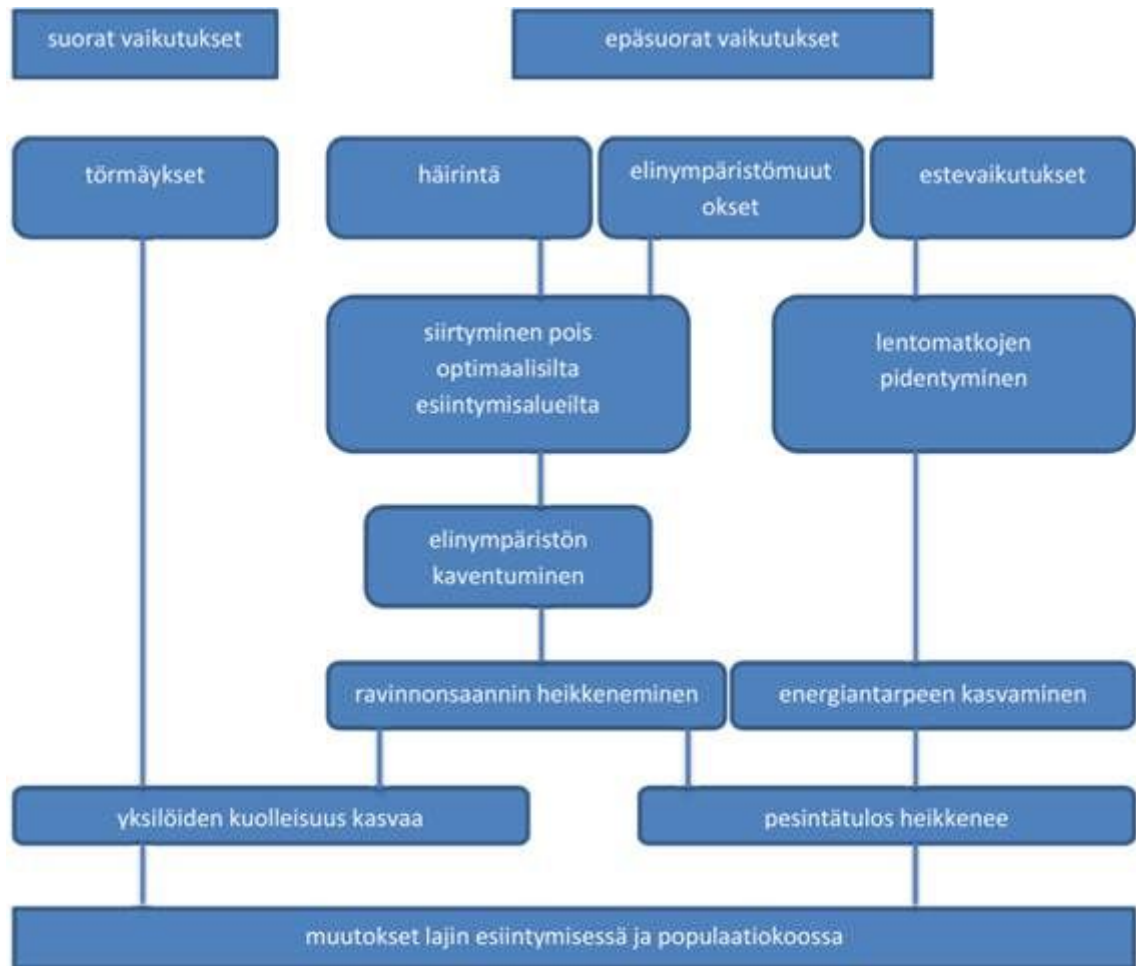 suorat vaikutukset
epäsuorat vaikutukset
törmäykset
häirintä
elinympäristömuut
okset
estevaikutukset
siirtyminen pois
optimaalisilta
esiintymisalueilta
lentomatkojen
pidentyminen
elinympäristön
kaventuminen
ravinnonsaannin heikkeneminen
energiantarpeen kasvaminen
yksilöiden kuolleisuus kasvaa
pesintätulos heikkenee
muutokset lajin esiintymisessä ja populaatiokoossa